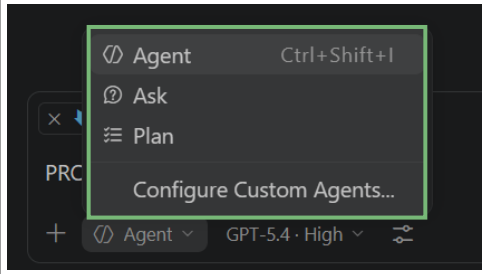 Agent Ctrl+Shift+I
Ask
Plan
PRC
Configure Custom Agents...
Agent GPT-5.4 · High